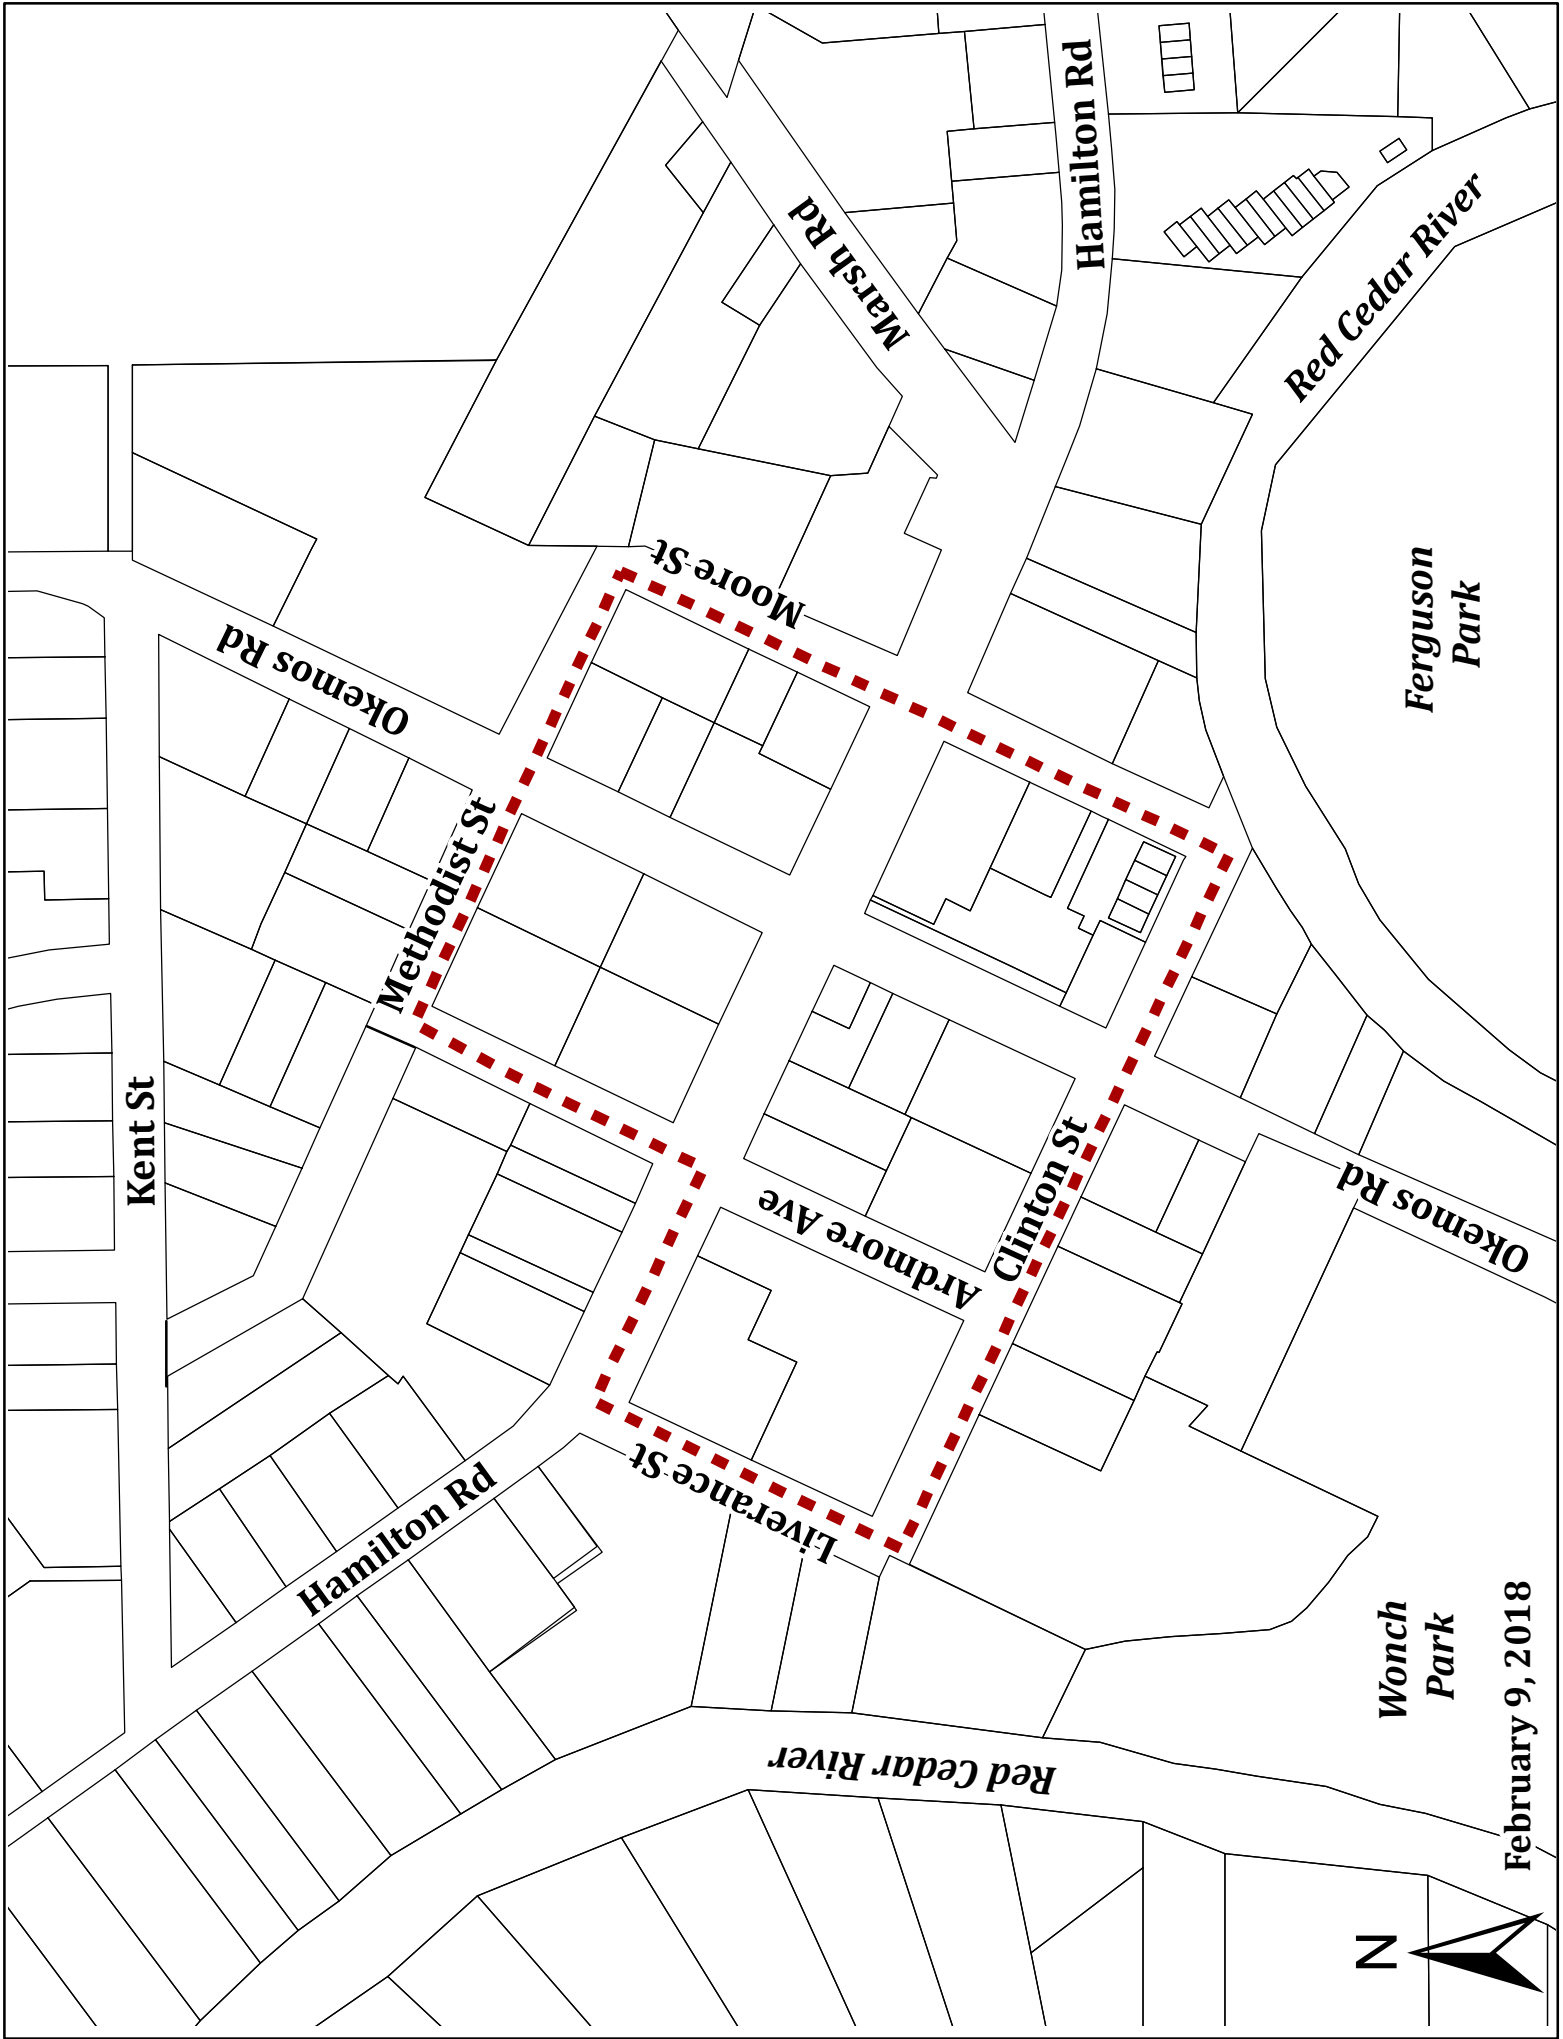 Hamilton Rd
Marsh Rd
Red Cedar River
Moore St
Ferguson
Park
Okemos Rd
Methodist St
Kent St
Clinton St
Okemos Rd
Ardmore Ave
Liverance St
Hamilton Rd
Wonch
Park
Red Cedar River
February 9, 2018
N